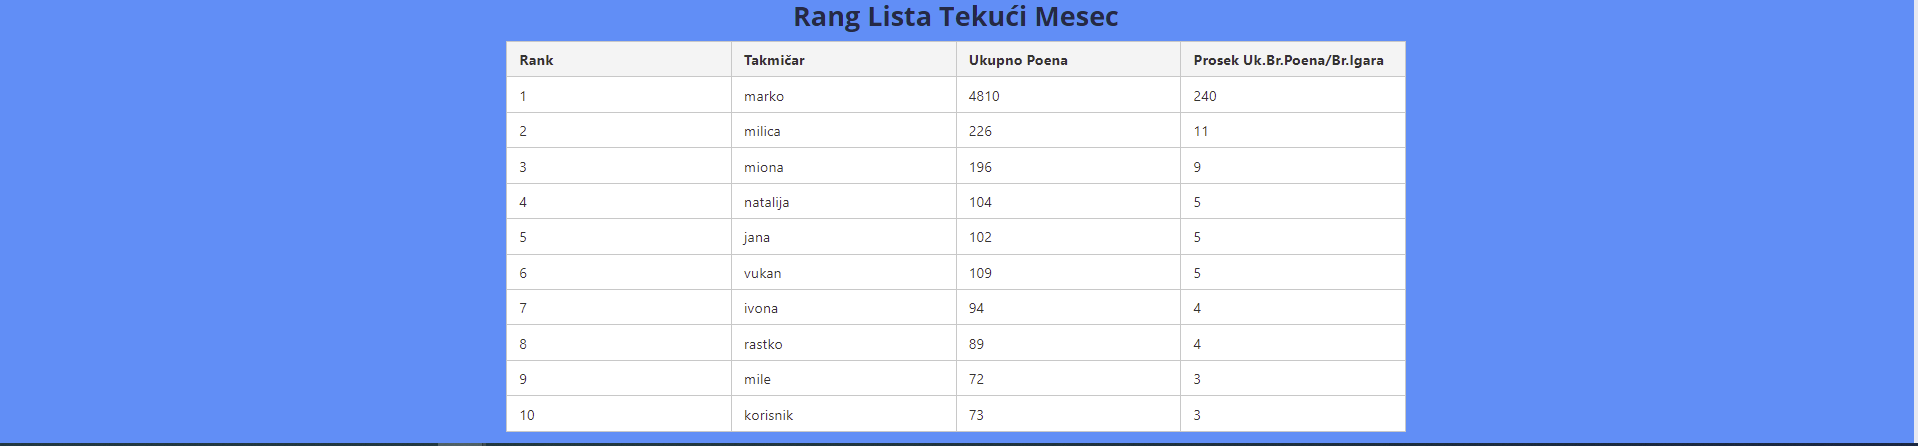 Rang Lista Tekući Mesec
Rank Takmičar Ukupno Poena Prosek Uk.Br.Poena/Br.Igara
1 marko 4810 240
2 milica 226 11
3 miona 196 9
4 natalija 104 5
5 jana 102 5
6 vukan 109 5
7 ivona 94 4
8 rastko 89 4
9 mile 72 3
10 korisnik 73 3